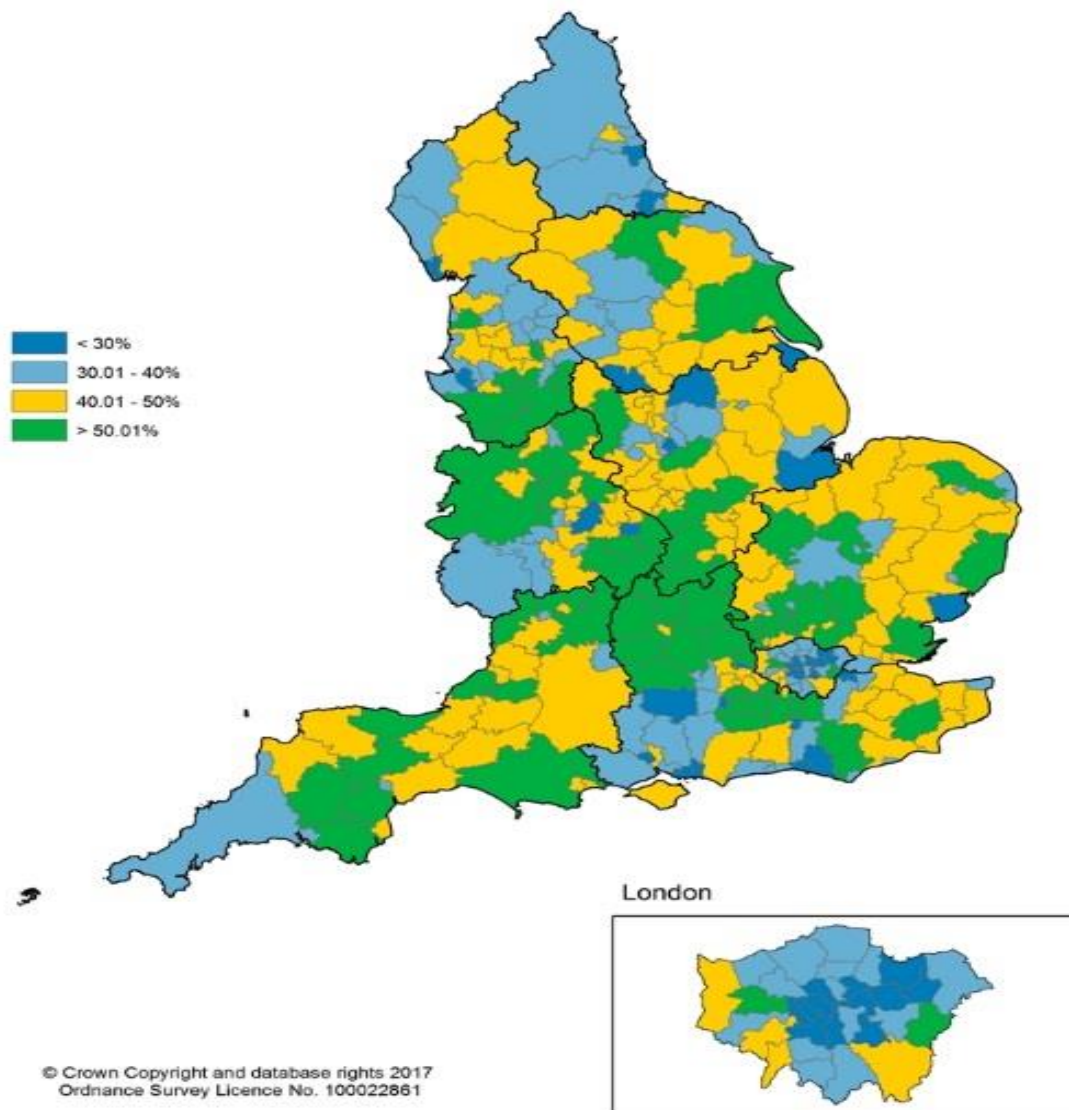 < 30%
30.01 - 40%
40.01 - 50%
> 50.01%
London
© Crown Copyright and database rights 2017
Ordnance Survey Licence No. 100022861